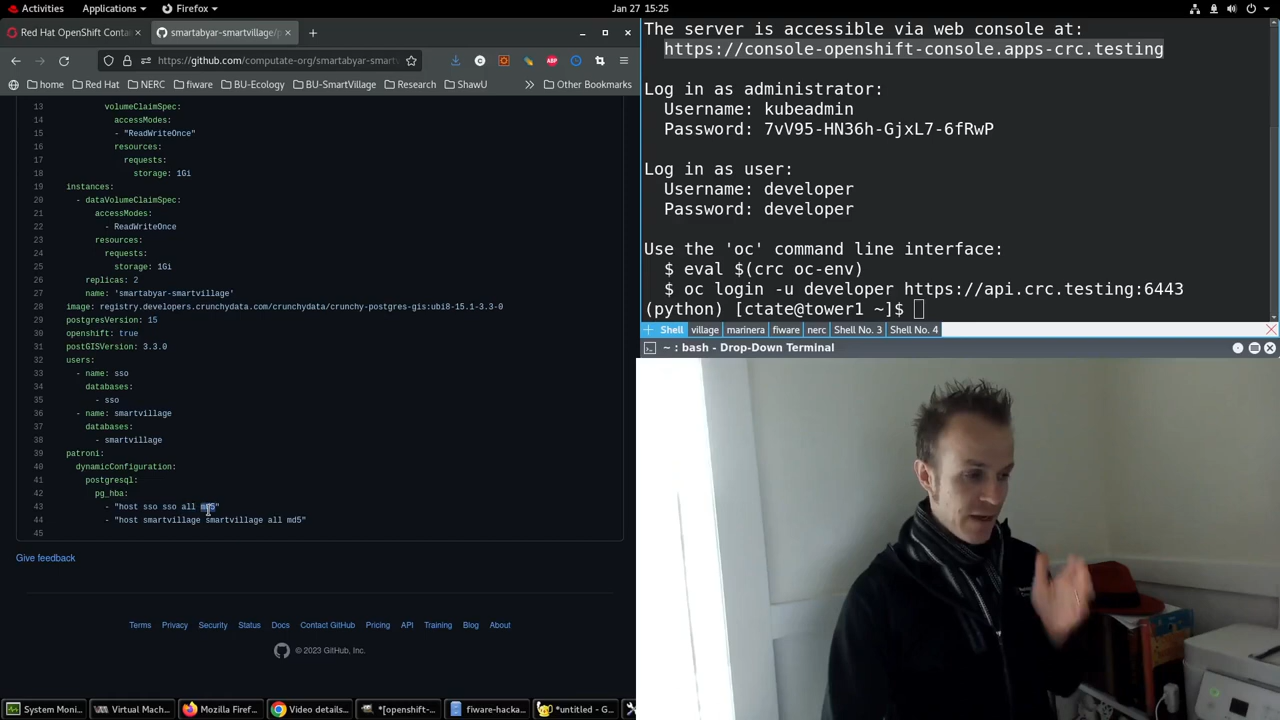 Activities
Applications
Firefox
Jan 27 15:25
Red Hat OpenShift Conta
smartabyar-smartvillage/p
https://github.com/computate-org/smartabyar-smartv
home
Red Hat
NERC
fiware
BU-Ecology
BU-SmartVillage
Research
ShawU
Other Bookmarks
13 volumeClaimSpec:
14 accessModes:
15 - "ReadWriteOnce"
16 resources:
17 requests:
18 storage: 1Gi
19 instances:
20 - dataVolumeClaimSpec:
21 accessModes:
22 - ReadWriteOnce
23 resources:
24 requests:
25 storage: 1Gi
26 replicas: 2
27 name: 'smartabyar-smartvillage'
28 image: registry.developers.crunchydata.com/crunchydata/crunchy-postgres-gis:ubi8-15.1-3.3-0
29 postgresVersion: 15
30 openshift: true
31 postGISVersion: 3.3.0
32 users:
33 - name: sso
34 databases:
35 - sso
36 - name: smartvillage
37 databases:
38 - smartvillage
39 patroni:
40 dynamicConfiguration:
41 postgresql:
42 pg_hba:
43 - "host sso sso all md5"
44 - "host smartvillage smartvillage all md5"
45
Give feedback
Terms Privacy Security Status Docs Contact GitHub Pricing API Training Blog About
© 2023 GitHub, Inc.
The server is accessible via web console at:
https://console-openshift-console.apps-crc.testing
Log in as administrator:
Username: kubeadmin
Password: 7vV95-HN36h-GjxL7-6fRwP
Log in as user:
Username: developer
Password: developer
Use the 'oc' command line interface:
$ eval $(crc oc-env)
$ oc login -u developer https://api.crc.testing:6443
(python) [ctate@tower1 ~]$
Shell village marinera fiware nerc Shell No. 3 Shell No. 4
~ : bash - Drop-Down Terminal
System Moni...
Virtual Mach...
Mozilla Firef...
Video details...
*[openshift-...
fiware-hacka...
*untitled - G...